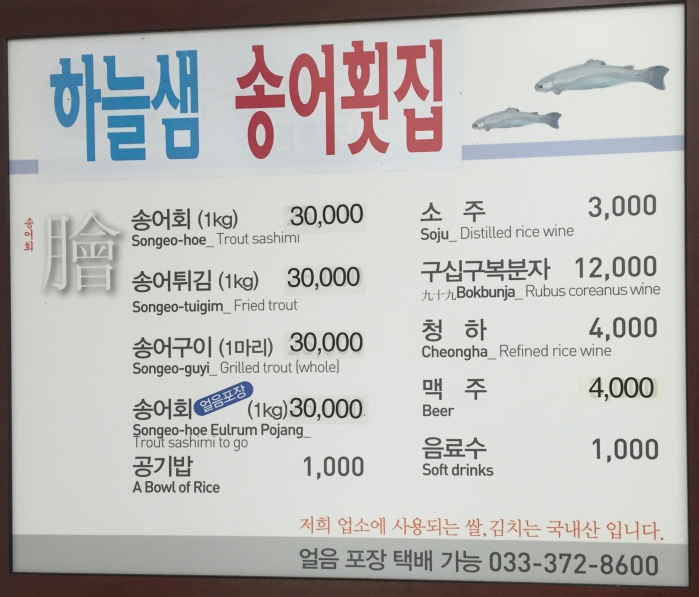 하늘샘 송어횟집
송어회
膾
송어회 (1kg) 30,000
Songeo-hoe_ Trout sashimi
송어튀김 (1kg) 30,000
Songeo-tuigim_ Fried trout
송어구이 (1마리) 30,000
Songeo-guyi_ Grilled trout (whole)
송어회 얼음포장 (1kg) 30,000
Songeo-hoe Eulrum Pojang_
Trout sashimi to go
공기밥 1,000
A Bowl of Rice
소 주 3,000
Soju_ Distilled rice wine
구십구복분자 12,000
九十九Bokbunja_ Rubus coreanus wine
청 하 4,000
Cheongha_ Refined rice wine
맥 주 4,000
Beer
음료수 1,000
Soft drinks
저희 업소에 사용되는 쌀,김치는 국내산 입니다.
얼음 포장 택배 가능 033-372-8600